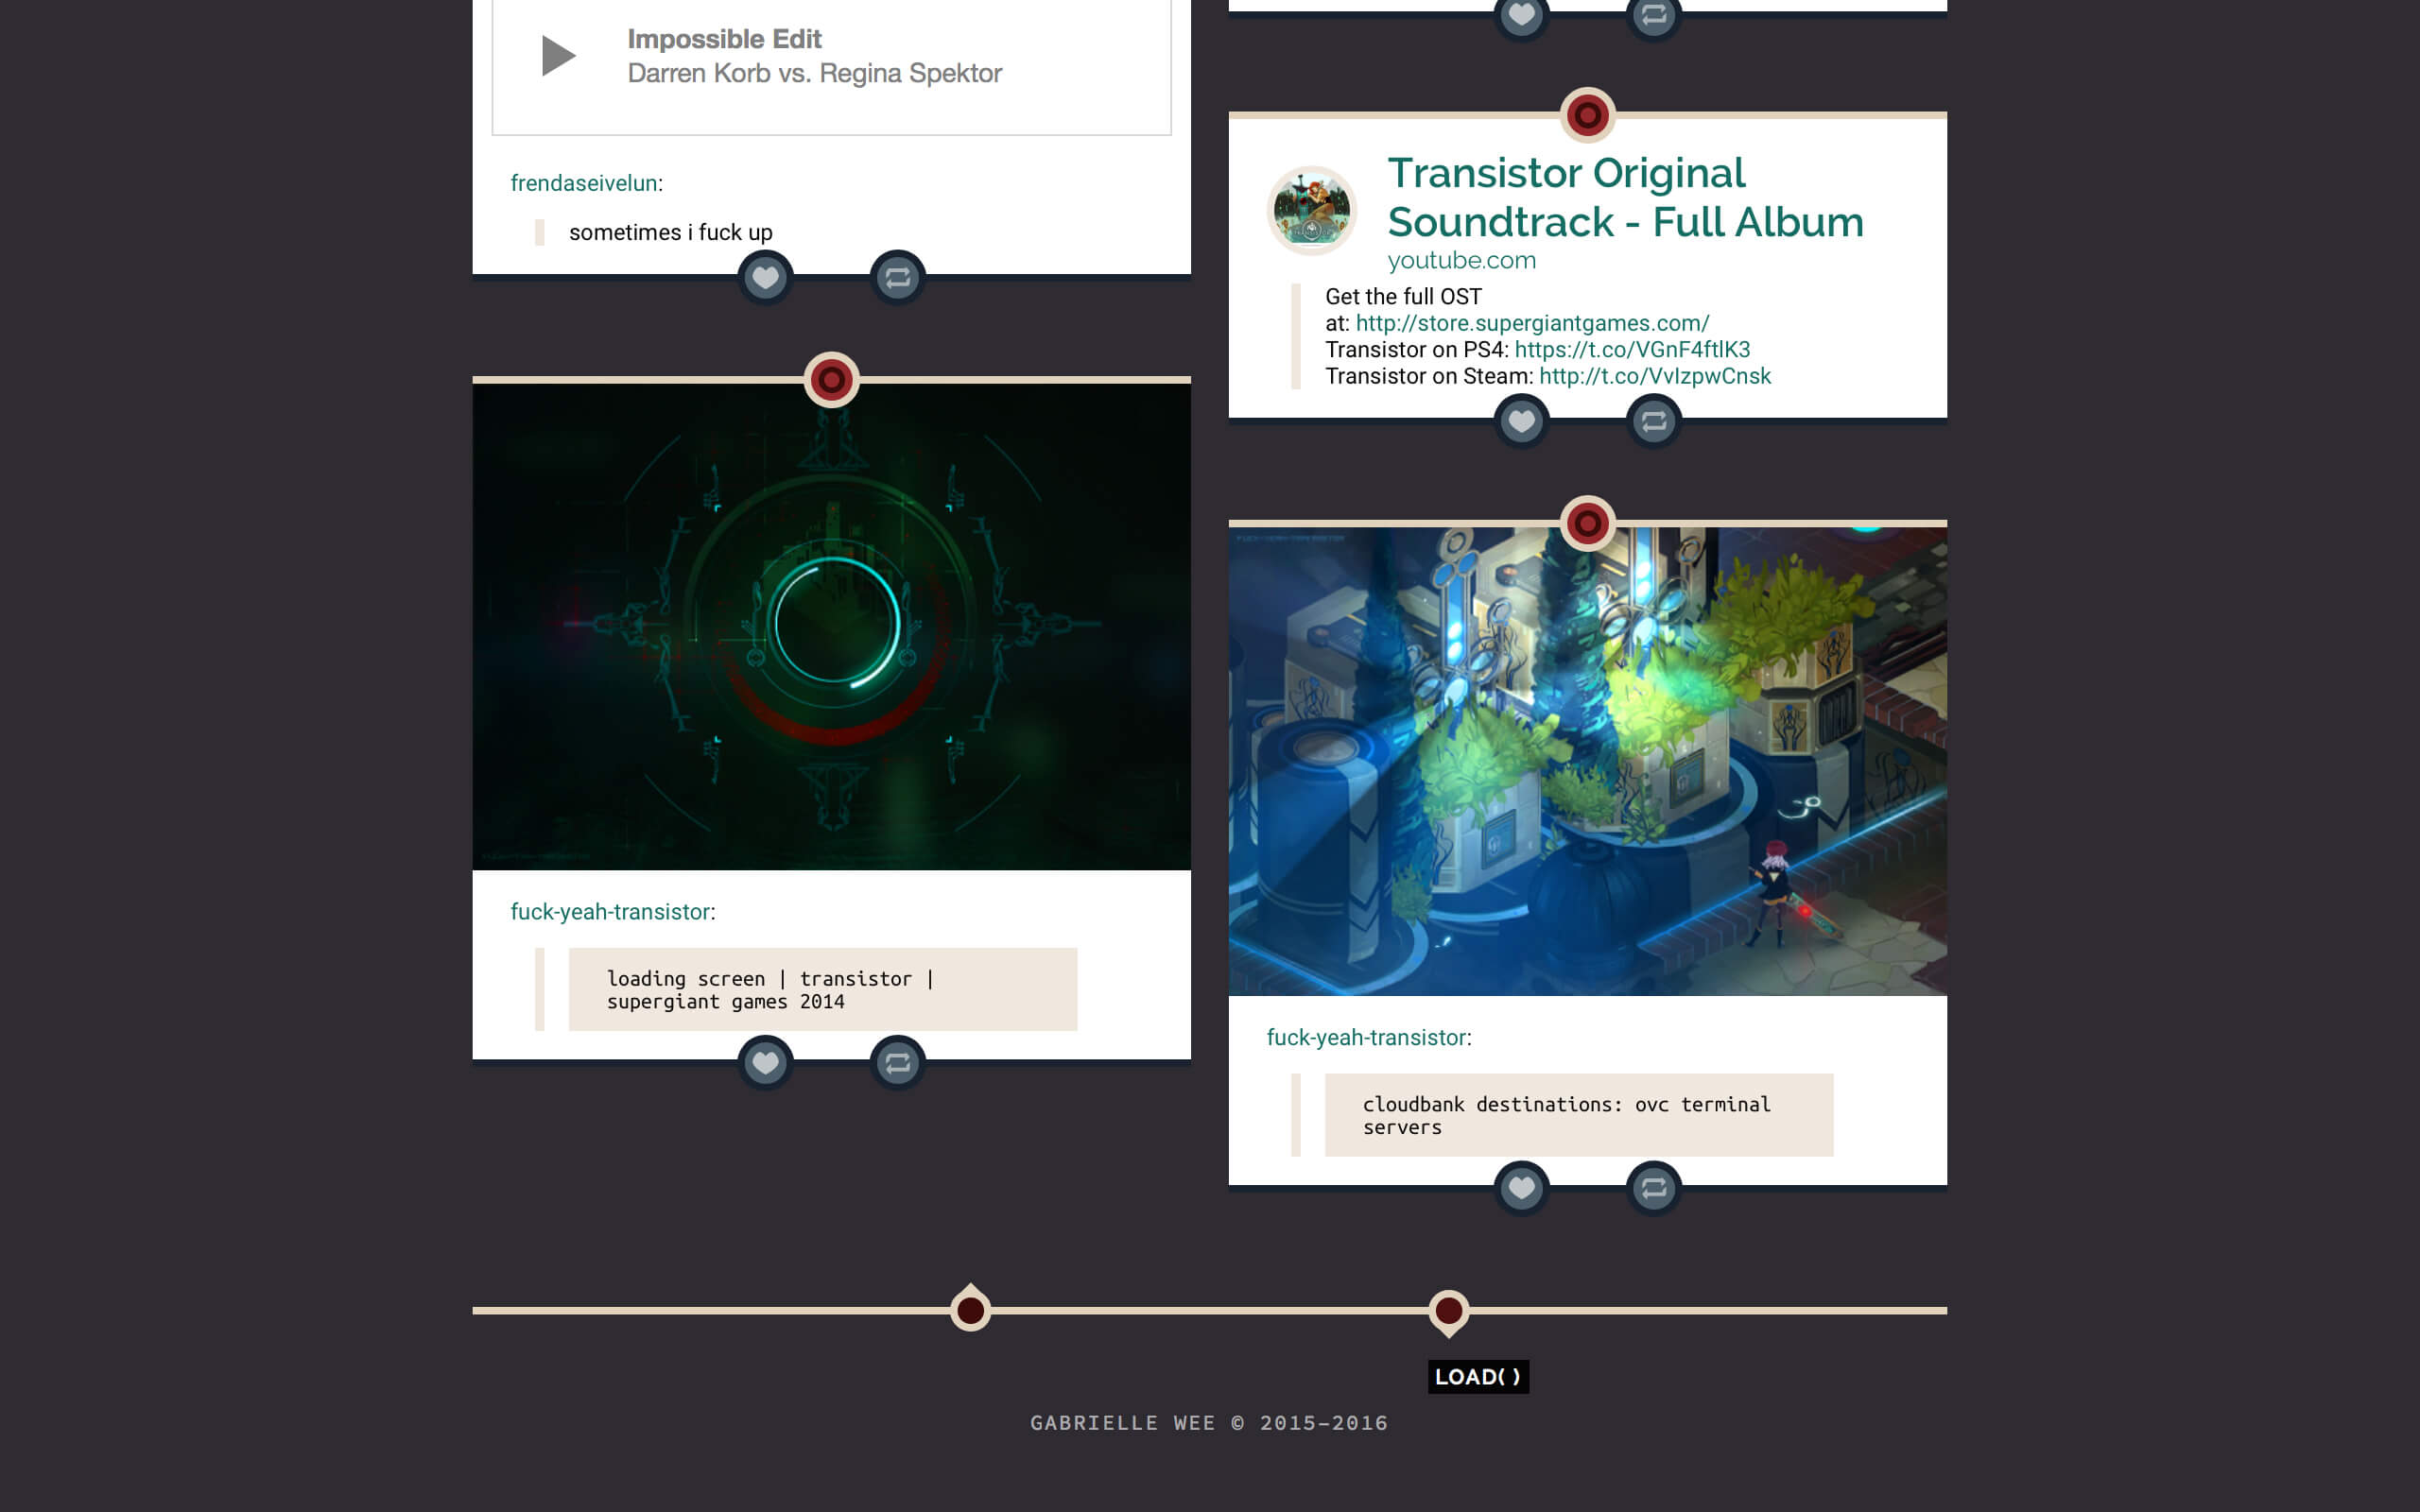 Impossible Edit
Darren Korb vs. Regina Spektor
frendaseivelun:
sometimes i fuck up
fuck-yeah-transistor:
loading screen | transistor |
supergiant games 2014
Transistor Original
Soundtrack - Full Album
youtube.com
Get the full OST
at: http://store.supergiantgames.com/
Transistor on PS4: https://t.co/VGnF4ftlK3
Transistor on Steam: http://t.co/VvIzpwCnsk
fuck-yeah-transistor:
cloudbank destinations: ovc terminal
servers
LOAD( )
GABRIELLE WEE © 2015–2016